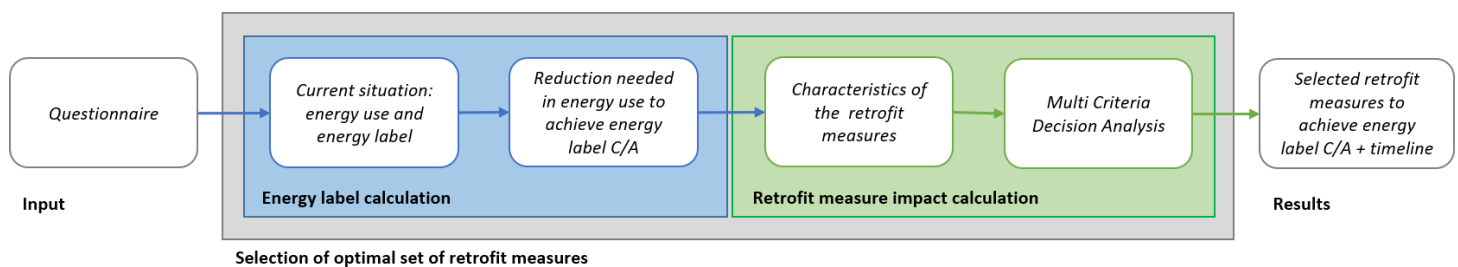 Questionnaire
Input
Current situation:
energy use and
energy label
Reduction needed
in energy use to
achieve energy
label C/A
Energy label calculation
Characteristics of
the retrofit
measures
Multi Criteria
Decision Analysis
Retrofit measure impact calculation
Selected retrofit
measures to
achieve energy
label C/A + timeline
Results
Selection of optimal set of retrofit measures